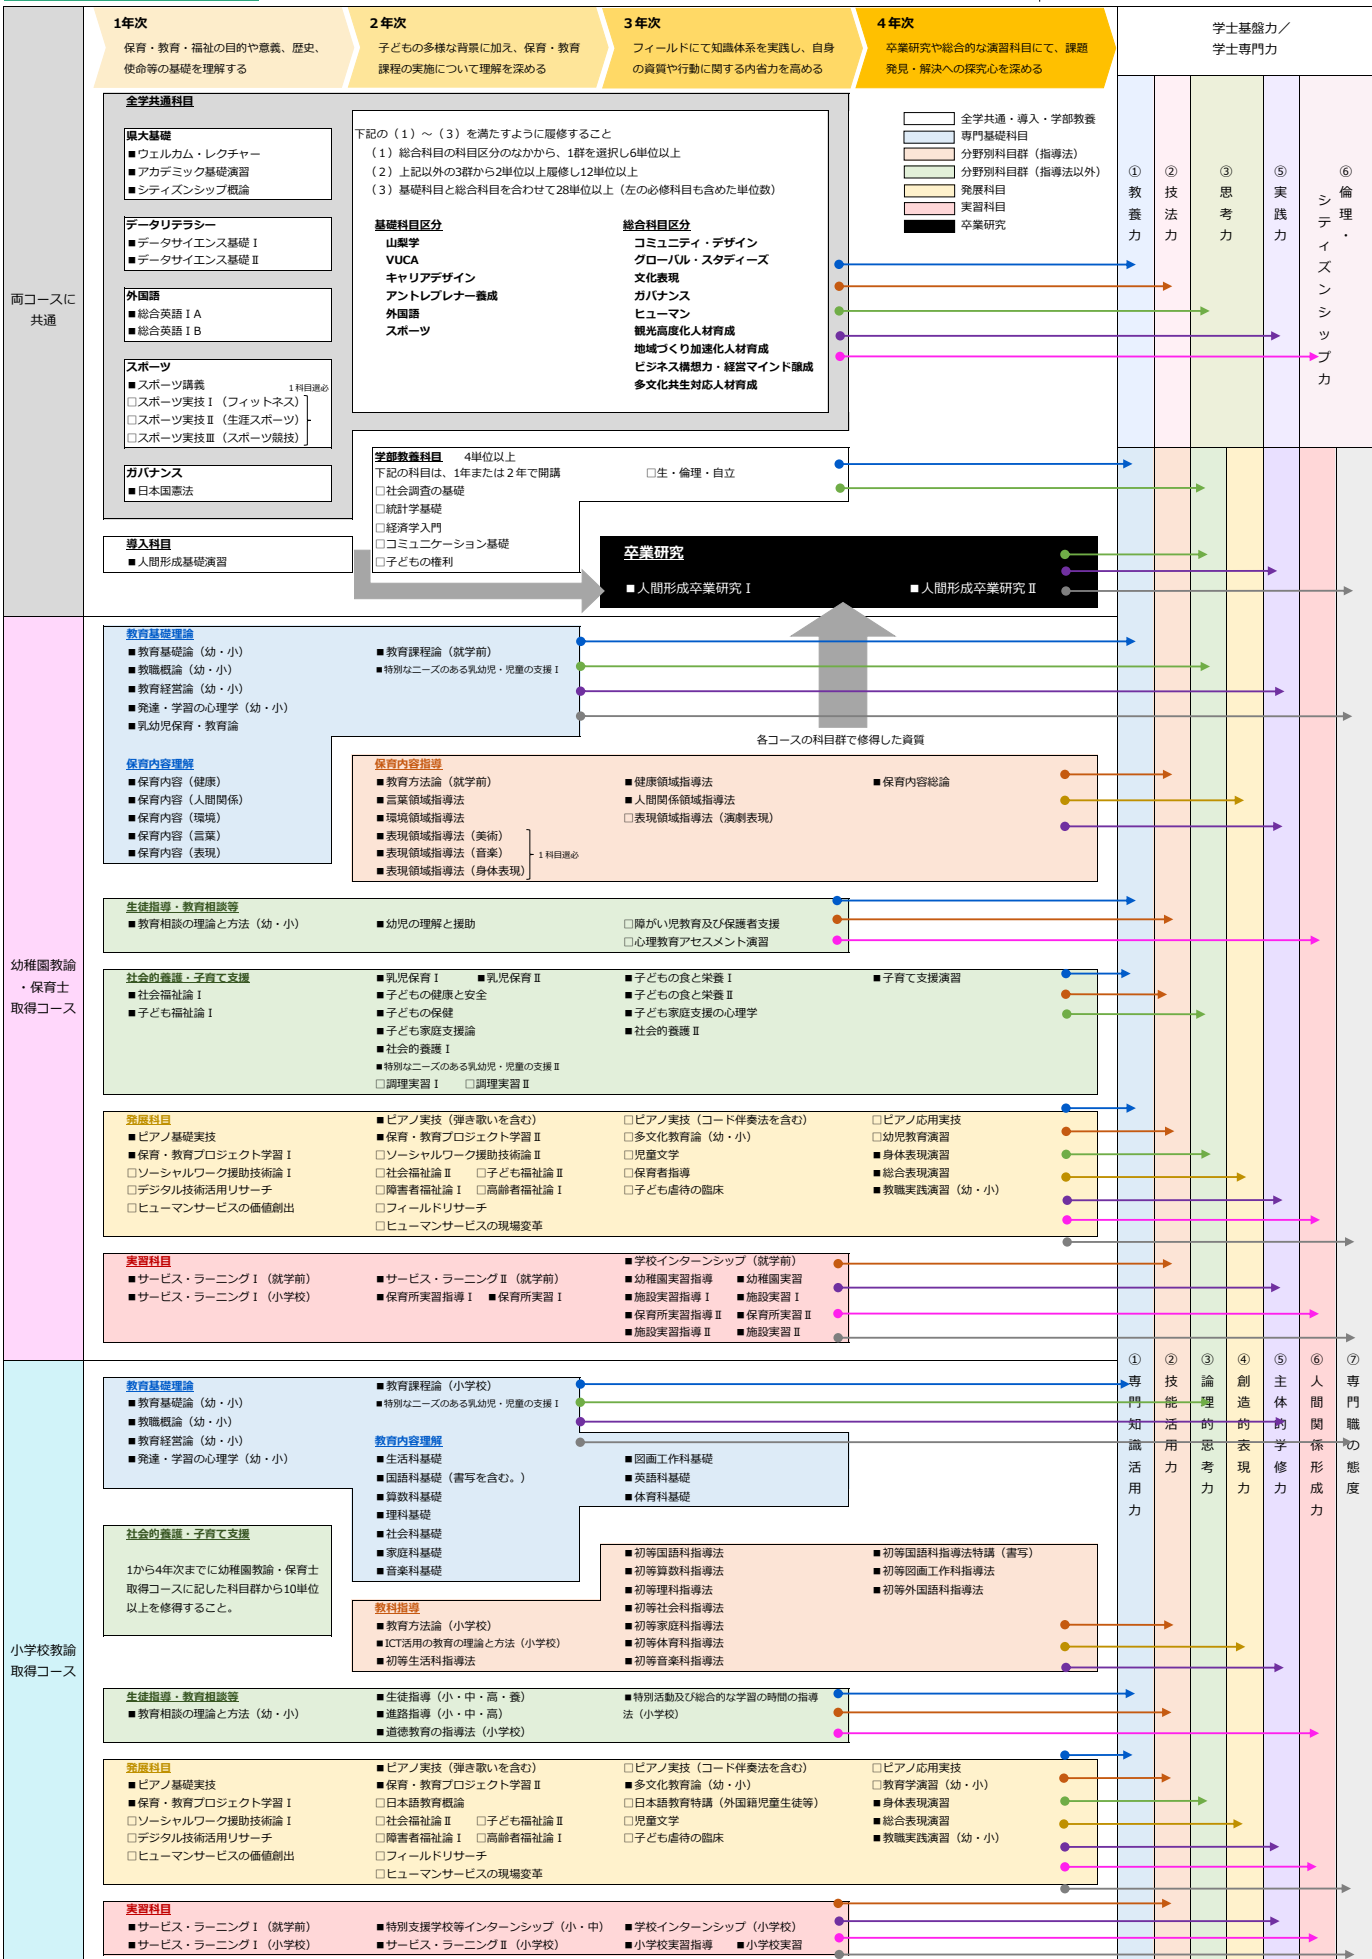 1年次
保育・教育・福祉の目的や意義、歴史、
使命等の基礎を理解する
2年次
子どもの多様な背景に加え、保育・教育
課程の実施について理解を深める
3年次
フィールドにて知識体系を実践し、自身
の資質や行動に関する内省力を高める
4年次
卒業研究や総合的な演習科目にて、課題
発見・解決への探究心を深める
学士基盤力／
学士専門力
両コースに
共通
全学共通科目
県大基礎
■ウェルカム・レクチャー
■アカデミック基礎演習
■シティズンシップ概論
データリテラシー
■データサイエンス基礎Ⅰ
■データサイエンス基礎Ⅱ
外国語
■総合英語ⅠA
■総合英語ⅠB
スポーツ
■スポーツ講義
1科目選必
□スポーツ実技Ⅰ（フィットネス）
□スポーツ実技Ⅱ（生涯スポーツ）
□スポーツ実技Ⅲ（スポーツ競技）
ガバナンス
■日本国憲法
下記の（1）～（3）を満たすように履修すること
（1）総合科目の科目区分のなかから、1群を選択し6単位以上
（2）上記以外の3群から2単位以上履修し12単位以上
（3）基礎科目と総合科目を合わせて28単位以上（左の必修科目も含めた単位数）
基礎科目区分
山梨学
VUCA
キャリアデザイン
アントレプレナー養成
外国語
スポーツ
総合科目区分
コミュニティ・デザイン
グローバル・スタディーズ
文化表現
ガバナンス
ヒューマン
観光高度化人材育成
地域づくり加速化人材育成
ビジネス構想力・経営マインド醸成
多文化共生対応人材育成
全学共通・導入・学部教養
専門基礎科目
分野別科目群（指導法）
分野別科目群（指導法以外）
発展科目
実習科目
卒業研究
①教養力
②技法力
③思考力
⑤実践力
⑥倫理・
シティズンシップ力
学部教養科目　4単位以上
下記の科目は、1年または2年で開講
□社会調査の基礎
□統計学基礎
□経済学入門
□コミュニケーション基礎
□子どもの権利
□生・倫理・自立
導入科目
■人間形成基礎演習
卒業研究
■人間形成卒業研究Ⅰ
■人間形成卒業研究Ⅱ
各コースの科目群で修得した資質
幼稚園教諭
・保育士
取得コース
教育基礎理論
■教育基礎論（幼・小）
■教職概論（幼・小）
■教育経営論（幼・小）
■発達・学習の心理学（幼・小）
■乳幼児保育・教育論
■教育課程論（就学前）
■特別なニーズのある乳幼児・児童の支援Ⅰ
保育内容理解
■保育内容（健康）
■保育内容（人間関係）
■保育内容（環境）
■保育内容（言葉）
■保育内容（表現）
保育内容指導
■教育方法論（就学前）
■言葉領域指導法
■環境領域指導法
■表現領域指導法（美術）
■表現領域指導法（音楽）
■表現領域指導法（身体表現）
1科目選必
■健康領域指導法
■人間関係領域指導法
□表現領域指導法（演劇表現）
■保育内容総論
生徒指導・教育相談等
■教育相談の理論と方法（幼・小）
■幼児の理解と援助
□障がい児教育及び保護者支援
□心理教育アセスメント演習
社会的養護・子育て支援
■社会福祉論Ⅰ
■子ども福祉論Ⅰ
■乳児保育Ⅰ　■乳児保育Ⅱ
■子どもの健康と安全
■子どもの保健
■子ども家庭支援論
■社会的養護Ⅰ
■特別なニーズのある乳幼児・児童の支援Ⅱ
□調理実習Ⅰ　□調理実習Ⅱ
■子どもの食と栄養Ⅰ
■子どもの食と栄養Ⅱ
■子ども家庭支援の心理学
■社会的養護Ⅱ
■子育て支援演習
発展科目
■ピアノ基礎実技
■保育・教育プロジェクト学習Ⅰ
□ソーシャルワーク援助技術論Ⅰ
□デジタル技術活用リサーチ
□ヒューマンサービスの価値創出
■ピアノ実技（弾き歌いを含む）
■保育・教育プロジェクト学習Ⅱ
□ソーシャルワーク援助技術論Ⅱ
□社会福祉論Ⅱ　□子ども福祉論Ⅱ
□障害者福祉論Ⅰ　□高齢者福祉論Ⅰ
□フィールドリサーチ
□ヒューマンサービスの現場変革
□ピアノ実技（コード伴奏法を含む）
□多文化教育論（幼・小）
□児童文学
□保育者指導
□子ども虐待の臨床
□ピアノ応用実技
□幼児教育演習
■身体表現演習
■総合表現演習
■教職実践演習（幼・小）
実習科目
■サービス・ラーニングⅠ（就学前）
■サービス・ラーニングⅠ（小学校）
■サービス・ラーニングⅡ（就学前）
■保育所実習指導Ⅰ　■保育所実習Ⅰ
■学校インターンシップ（就学前）
■幼稚園実習指導　■幼稚園実習
■施設実習指導Ⅰ　■施設実習Ⅰ
■保育所実習指導Ⅱ　■保育所実習Ⅱ
■施設実習指導Ⅱ　■施設実習Ⅱ
①専門知識活用力
②技能活用力
③論理的思考力
④創造的表現力
⑤主体的学修力
⑥人間関係形成力
⑦専門職の態度
小学校教諭
取得コース
教育基礎理論
■教育基礎論（幼・小）
■教職概論（幼・小）
■教育経営論（幼・小）
■発達・学習の心理学（幼・小）
■教育課程論（小学校）
■特別なニーズのある乳幼児・児童の支援Ⅰ
教育内容理解
■生活科基礎
■国語科基礎（書写を含む。）
■算数科基礎
■理科基礎
■社会科基礎
■家庭科基礎
■音楽科基礎
■図画工作科基礎
■英語科基礎
■体育科基礎
社会的養護・子育て支援
1から4年次までに幼稚園教諭・保育士
取得コースに記した科目群から10単位
以上を修得すること。
教科指導
■教育方法論（小学校）
■ICT活用の教育の理論と方法（小学校）
■初等生活科指導法
■初等国語科指導法
■初等算数科指導法
■初等理科指導法
■初等社会科指導法
■初等家庭科指導法
■初等体育科指導法
■初等音楽科指導法
■初等国語科指導法特講（書写）
■初等図画工作科指導法
■初等外国語科指導法
生徒指導・教育相談等
■教育相談の理論と方法（幼・小）
■生徒指導（小・中・高・養）
■進路指導（小・中・高）
■道徳教育の指導法（小学校）
■特別活動及び総合的な学習の時間の指導
法（小学校）
発展科目
■ピアノ基礎実技
■保育・教育プロジェクト学習Ⅰ
□ソーシャルワーク援助技術論Ⅰ
□デジタル技術活用リサーチ
□ヒューマンサービスの価値創出
■ピアノ実技（弾き歌いを含む）
■保育・教育プロジェクト学習Ⅱ
□日本語教育概論
□社会福祉論Ⅱ　□子ども福祉論Ⅱ
□障害者福祉論Ⅰ　□高齢者福祉論Ⅰ
□フィールドリサーチ
□ヒューマンサービスの現場変革
□ピアノ実技（コード伴奏法を含む）
■多文化教育論（幼・小）
□日本語教育特講（外国籍児童生徒等）
□児童文学
□子ども虐待の臨床
□ピアノ応用実技
□教育学演習（幼・小）
■身体表現演習
■総合表現演習
■教職実践演習（幼・小）
実習科目
■サービス・ラーニングⅠ（就学前）
■サービス・ラーニングⅠ（小学校）
■特別支援学校等インターンシップ（小・中）
■サービス・ラーニングⅡ（小学校）
■学校インターンシップ（小学校）
■小学校実習指導　■小学校実習